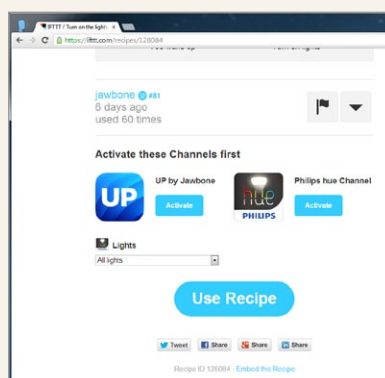 IFTTT / Turn on the lights
https://ifttt.com/recipes/128084
jawbone #81
6 days ago
used 60 times
Activate these Channels first
UP
UP by Jawbone
Activate
hue
PHILIPS
Philips hue Channel
Activate
Lights
All lights
Use Recipe
Tweet
Share
Share
Share
Recipe ID 128084 - Embed this Recipe